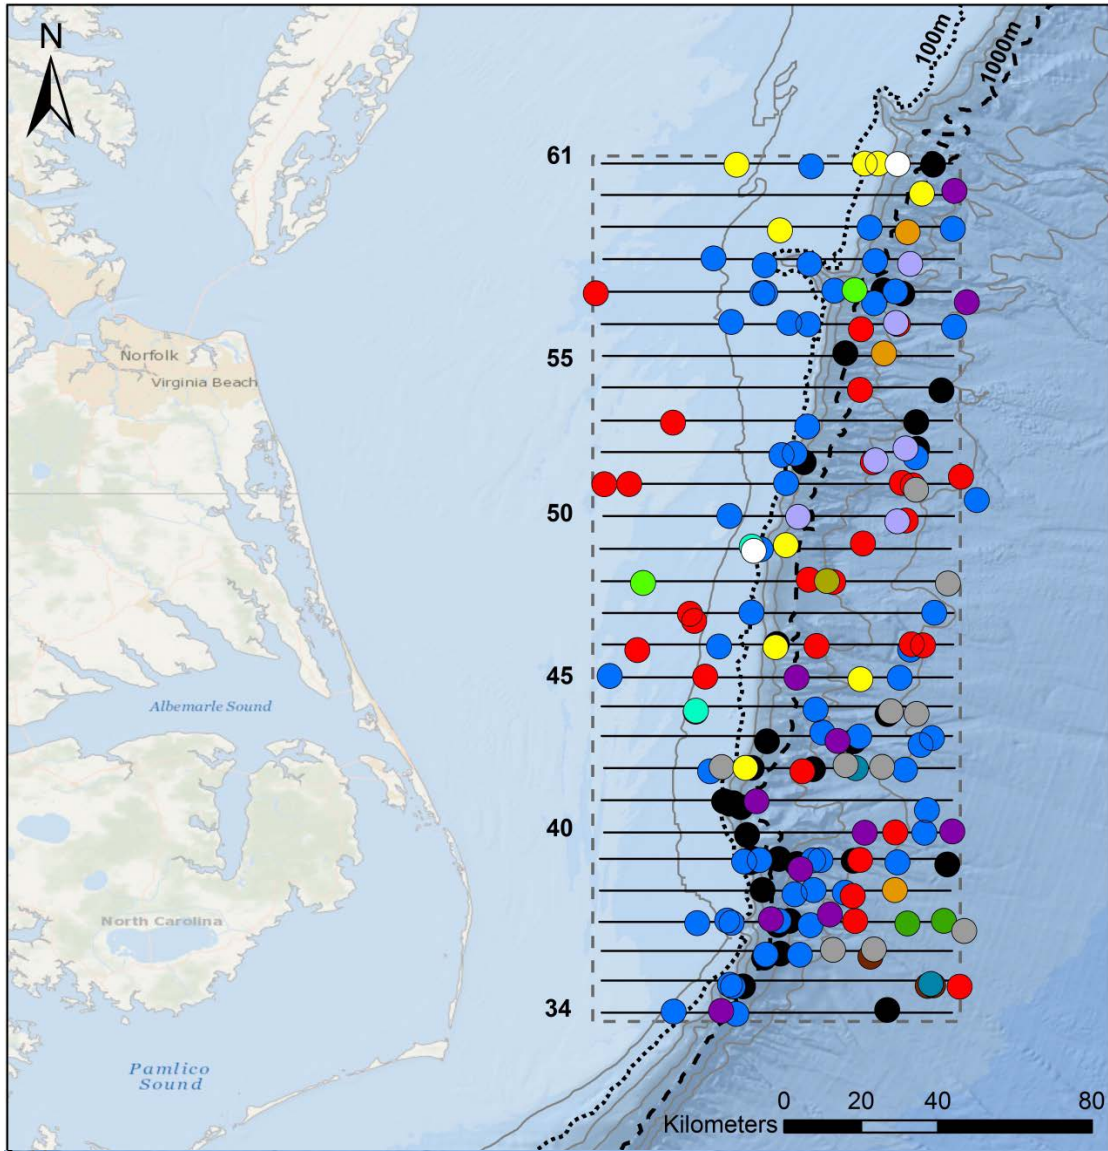 N
100m
1000m
61
Norfolk
Virginia Beach
55
50
45
Albemarle Sound
40
North Carolina
34
Pamlico
Sound
0 20 40 80
Kilometers